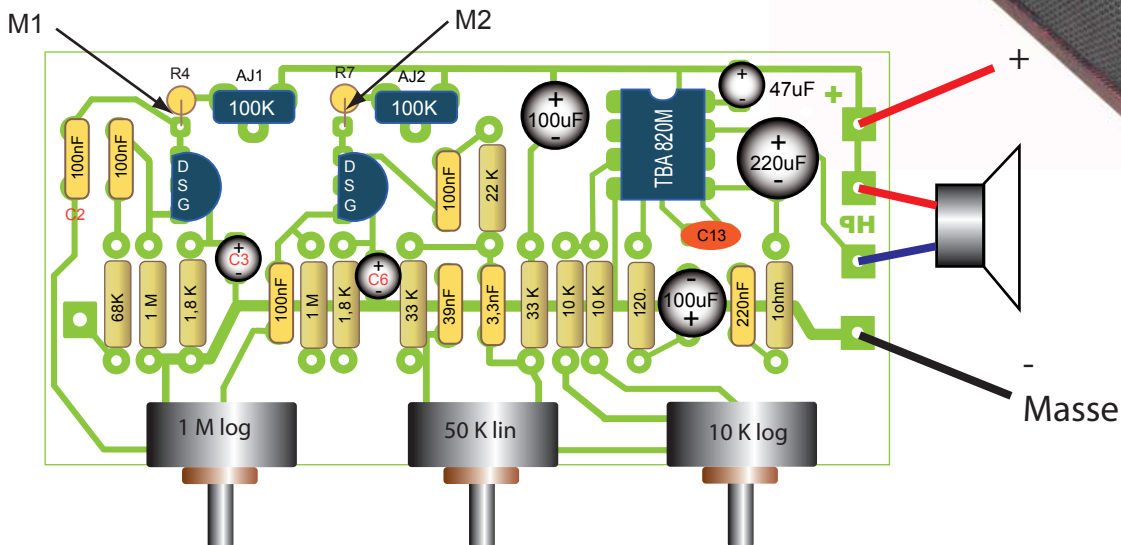 M1
M2
R4
AJ1
R7
AJ2
100K
100K
+
-
47uF
+
100uF
-
TBA 820M
+
220uF
-
+
+
100nF
100nF
D
S
G
D
S
G
100nF
22 K
C2
C13
HP
+
C3
-
+
C6
-
68K
1 M
1,8 K
100nF
1 M
1,8 K
33 K
39nF
3,3nF
33 K
10 K
10 K
120.
-
100uF
+
220nF
1ohm
-
Masse
1 M log
50 K lin
10 K log